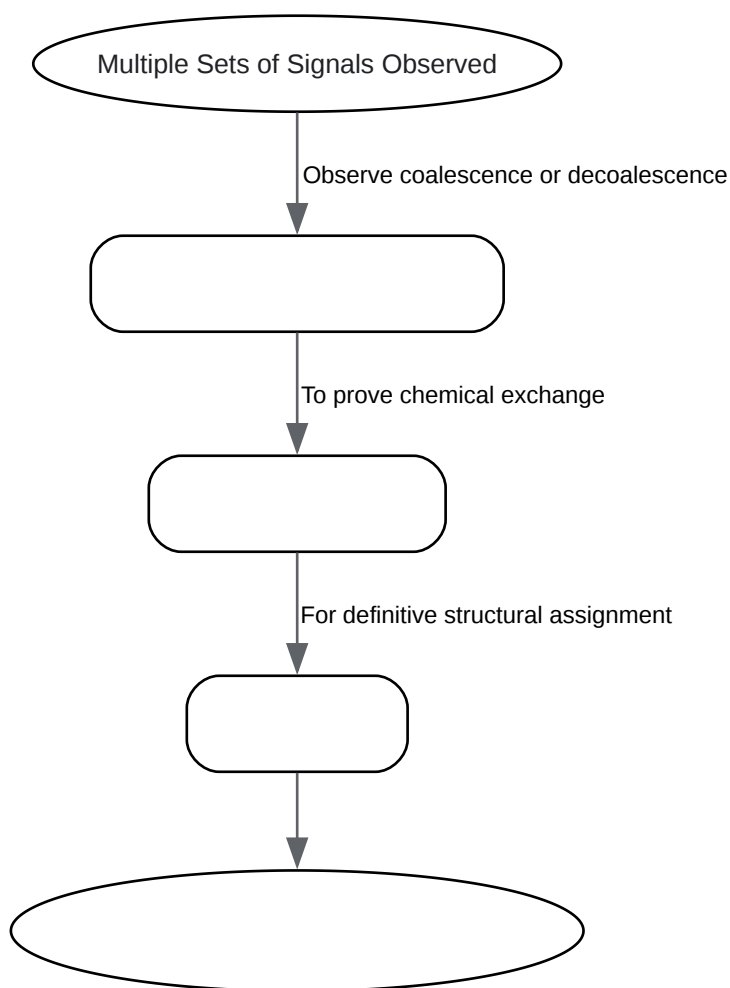 Multiple Sets of Signals Observed
Observe coalescence or decoalescence
To prove chemical exchange
For definitive structural assignment